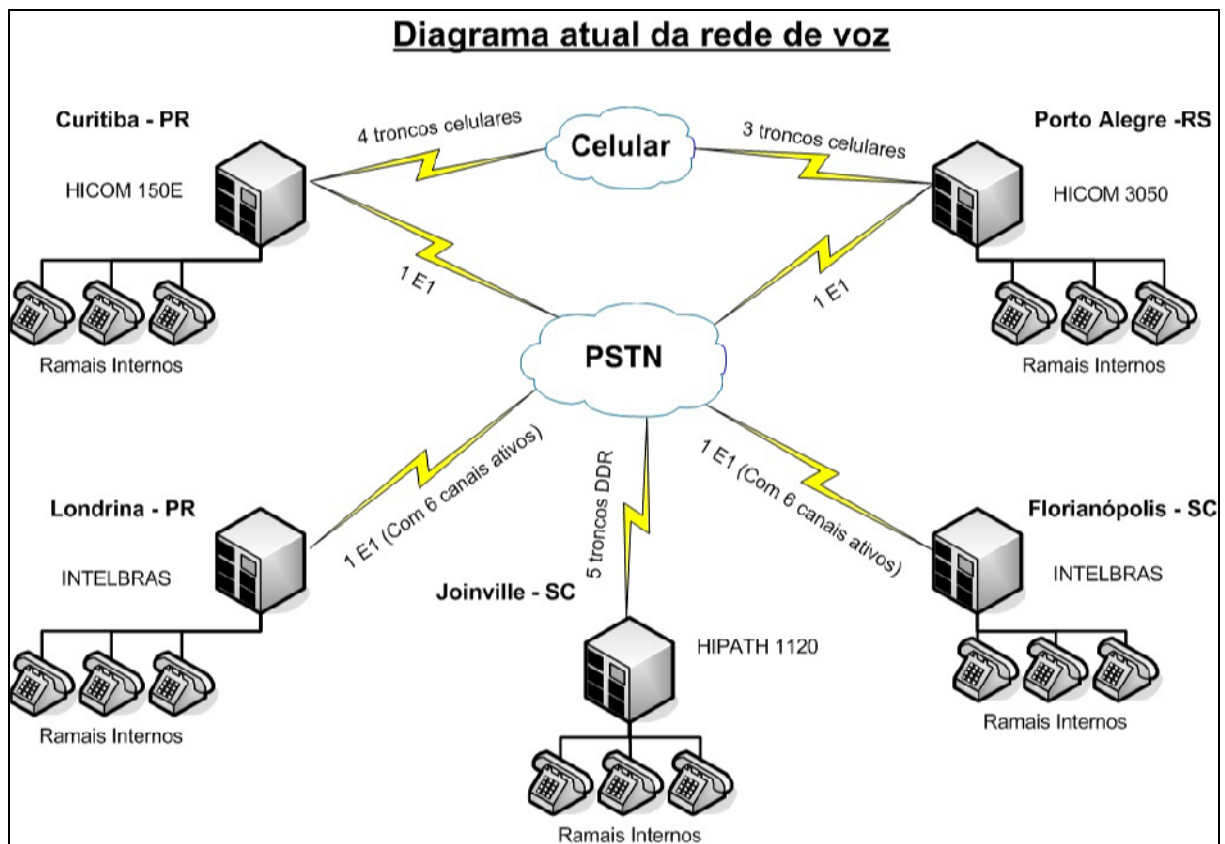 Diagrama atual da rede de voz
Curitiba - PR
4 troncos celulares
Celular
3 troncos celulares
Porto Alegre -RS
HICOM 150E
HICOM 3050
1 E1
1 E1
Ramais Internos
PSTN
Ramais Internos
Londrina - PR
1 E1 (Com 6 canais ativos)
5 troncos DDR
1 E1 (Com 6 canais ativos)
Florianópolis - SC
INTELBRAS
Joinville - SC
INTELBRAS
HIPATH 1120
Ramais Internos
Ramais Internos
Ramais Internos